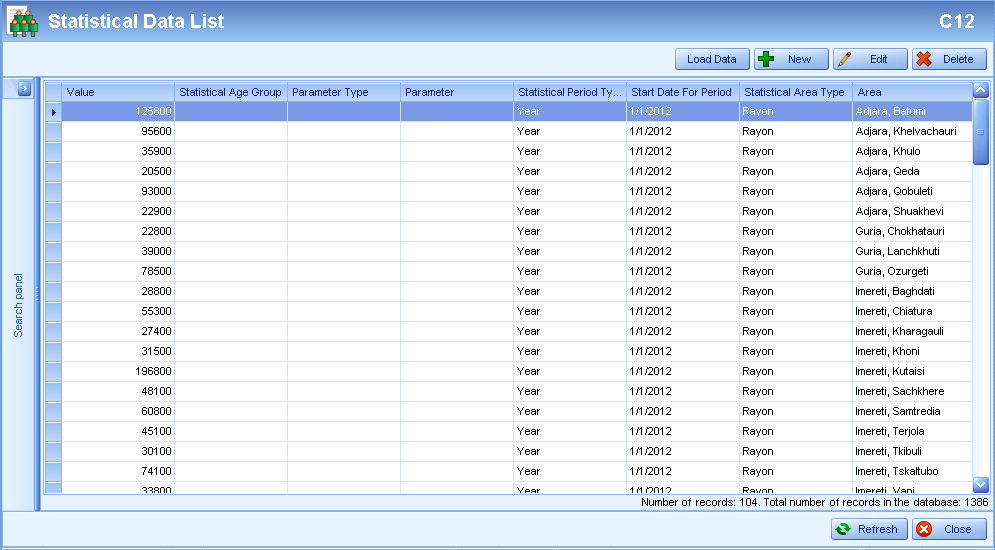 Statistical Data List C12
Load Data New Edit Delete
Value Statistical Age Group Parameter Type Parameter Statistical Period Ty... Start Date For Period Statistical Area Type Area
125800 Year 1/1/2012 Rayon Adjara, Batumi
95600 Year 1/1/2012 Rayon Adjara, Khelvachauri
35900 Year 1/1/2012 Rayon Adjara, Khulo
20500 Year 1/1/2012 Rayon Adjara, Qeda
93000 Year 1/1/2012 Rayon Adjara, Qobuleti
22900 Year 1/1/2012 Rayon Adjara, Shuakhevi
22800 Year 1/1/2012 Rayon Guria, Chokhatauri
39000 Year 1/1/2012 Rayon Guria, Lanchkhuti
78500 Year 1/1/2012 Rayon Guria, Ozurgeti
28800 Year 1/1/2012 Rayon Imereti, Baghdati
55300 Year 1/1/2012 Rayon Imereti, Chiatura
27400 Year 1/1/2012 Rayon Imereti, Kharagauli
31500 Year 1/1/2012 Rayon Imereti, Khoni
196800 Year 1/1/2012 Rayon Imereti, Kutaisi
48100 Year 1/1/2012 Rayon Imereti, Sachkhere
60800 Year 1/1/2012 Rayon Imereti, Samtredia
45100 Year 1/1/2012 Rayon Imereti, Terjola
30100 Year 1/1/2012 Rayon Imereti, Tkibuli
74100 Year 1/1/2012 Rayon Imereti, Tskaltubo
33800 Year 1/1/2012 Rayon Imereti, Vani
Search panel
Number of records: 104. Total number of records in the database: 1386
Refresh Close